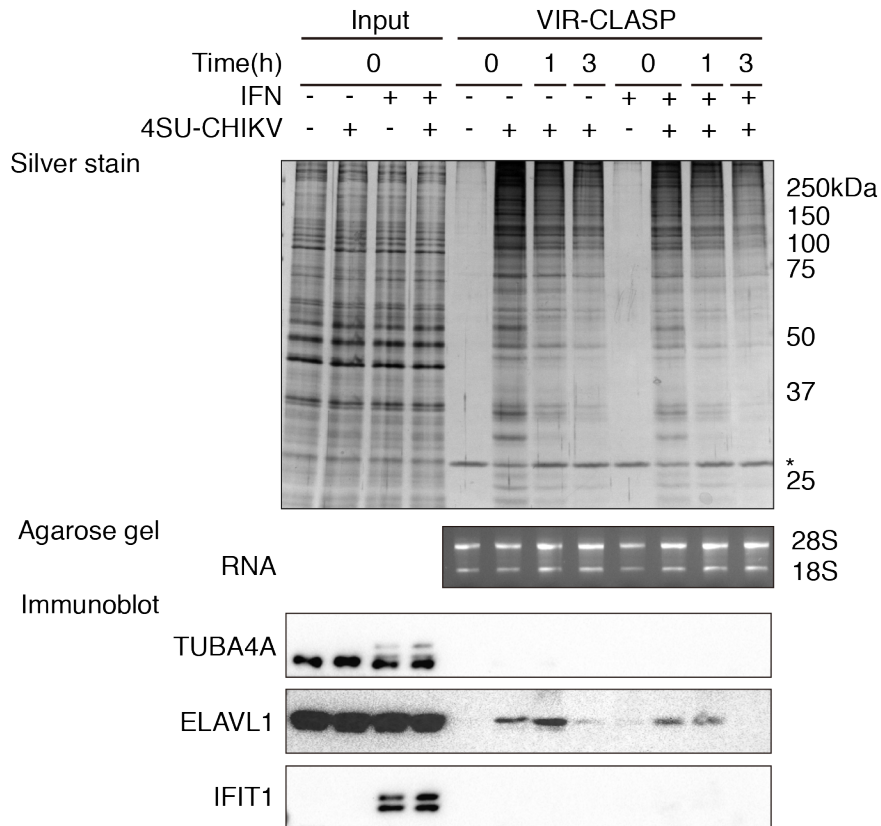 Input VIR-CLASP
Time(h) 0 0 1 3 0 1 3
IFN - - + + - - - - + + + +
4SU-CHIKV - + - + - + + + - + + +
Silver stain
250kDa
150
100
75
50
37
*
25
Agarose gel
28S
RNA
18S
Immunoblot
TUBA4A
ELAVL1
IFIT1